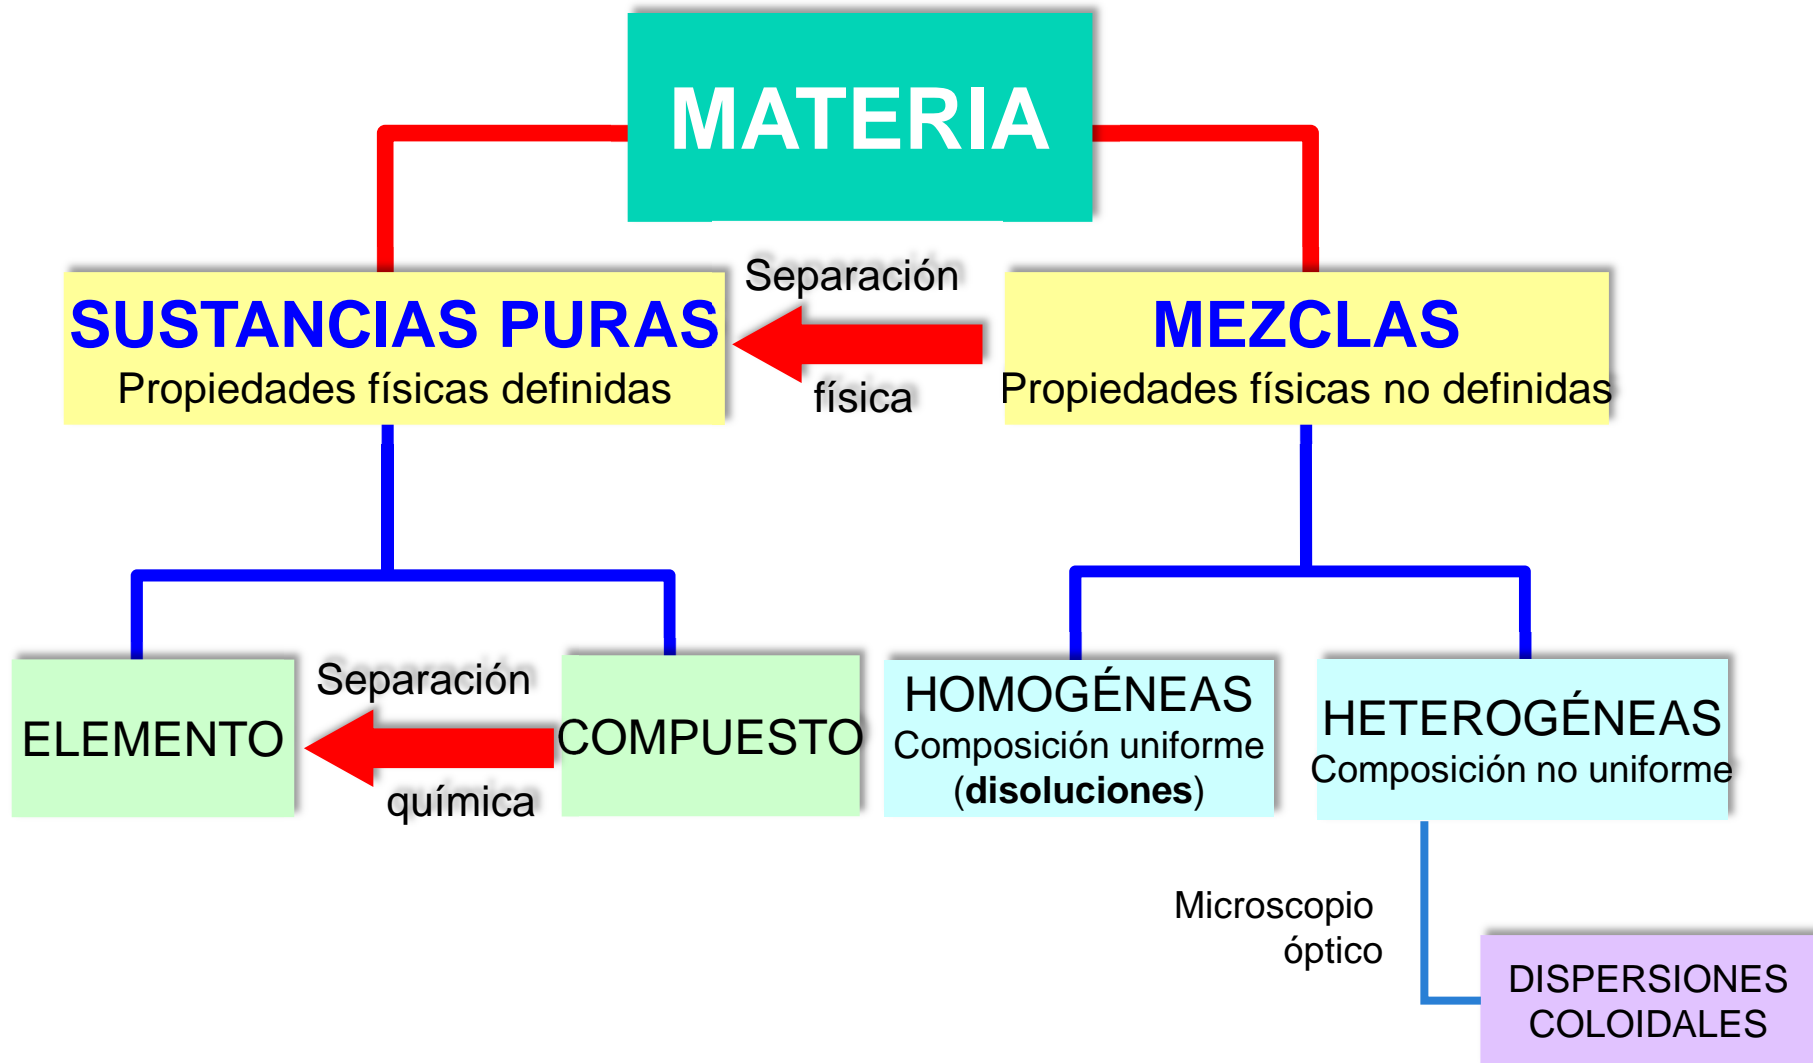 MATERIA
SUSTANCIAS PURAS
Propiedades físicas definidas
Separación
física
MEZCLAS
Propiedades físicas no definidas
ELEMENTO
Separación
química
COMPUESTO
HOMOGÉNEAS
Composición uniforme
(disoluciones)
HETEROGÉNEAS
Composición no uniforme
Microscopio
óptico
DISPERSIONES
COLOIDALES